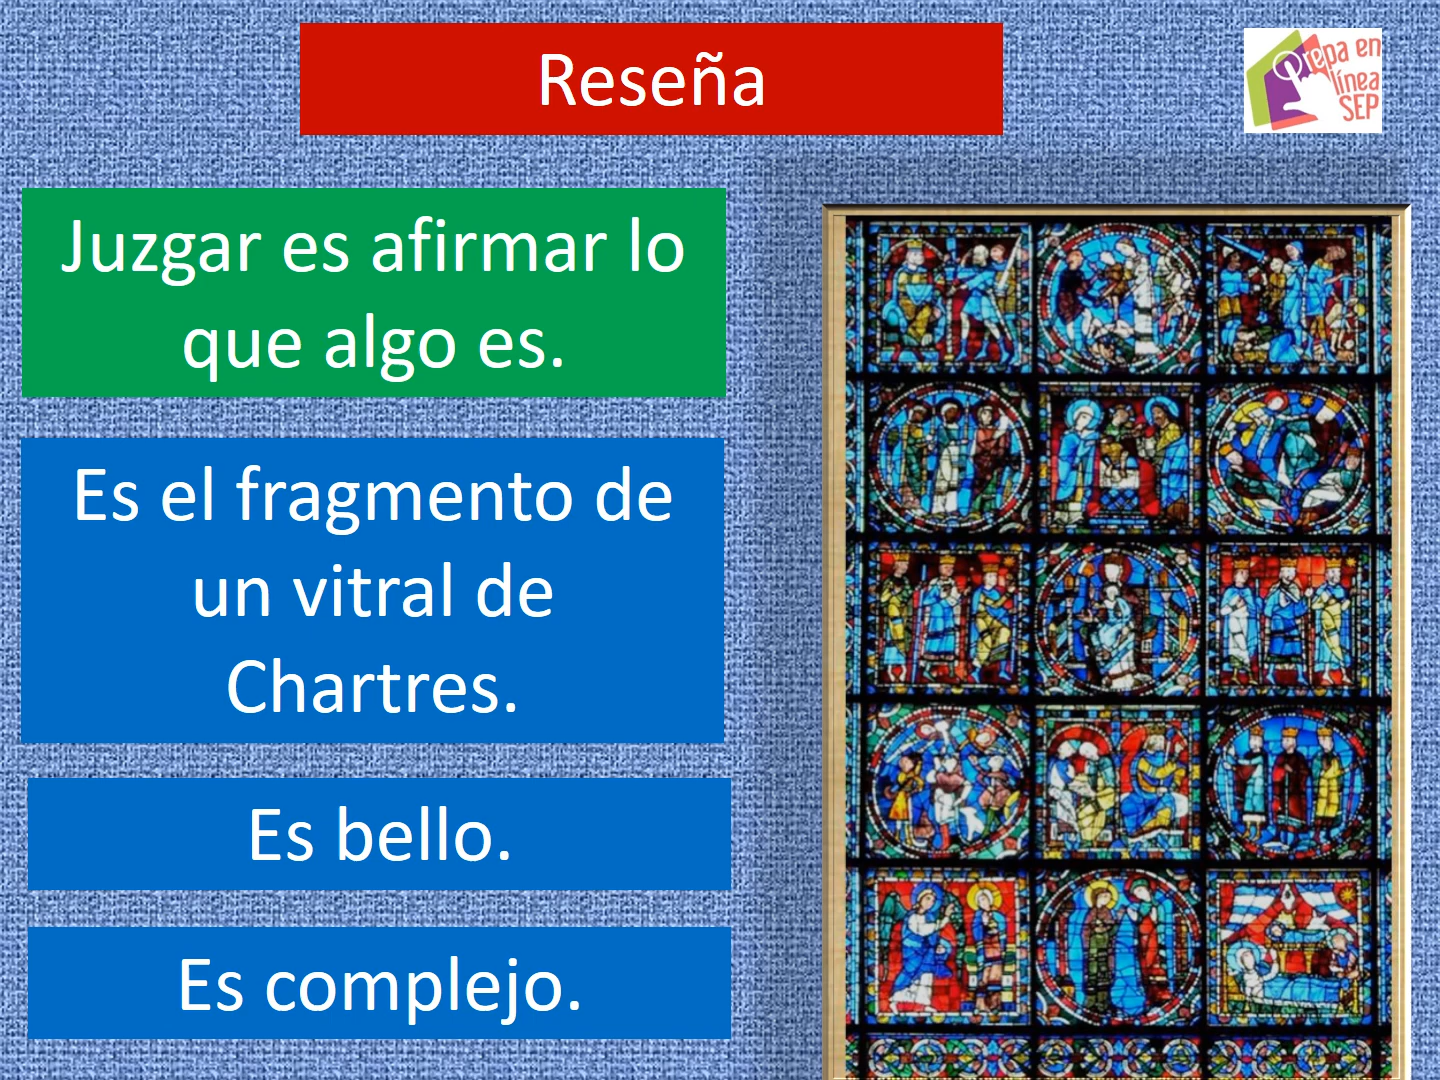 Reseña
Prepa en
línea
SEP
Juzgar es afirmar lo
que algo es.
Es el fragmento de
un vitral de
Chartres.
Es bello.
Es complejo.